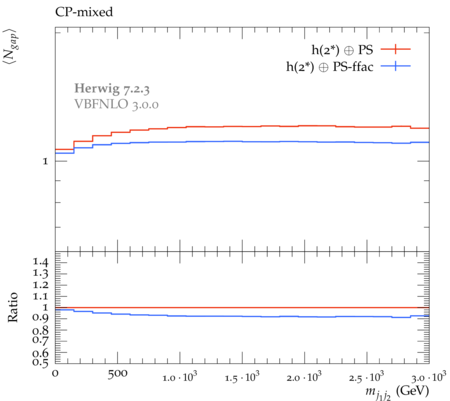 CP-mixed
⟨N_gap⟩
h(2*) ⊕ PS
h(2*) ⊕ PS-ffac
Herwig 7.2.3
VBFNLO 3.0.0
1
Ratio
1.4
1.3
1.2
1.1
1
0.9
0.8
0.7
0.6
0.5
0 500 1.0 · 10³ 1.5 · 10³ 2.0 · 10³ 2.5 · 10³ 3.0 · 10³
m_{j₁j₂} (GeV)